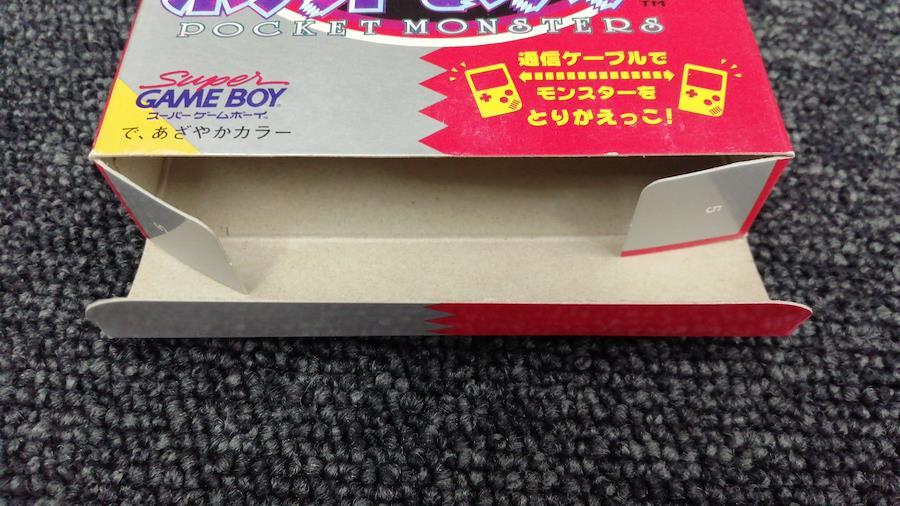 POCKET MONSTERS
TM
Super
GAME BOY
スーパーゲームボーイ
で、あざやかカラー
通信ケーブルで
モンスターを
とりかえっこ!
5
5